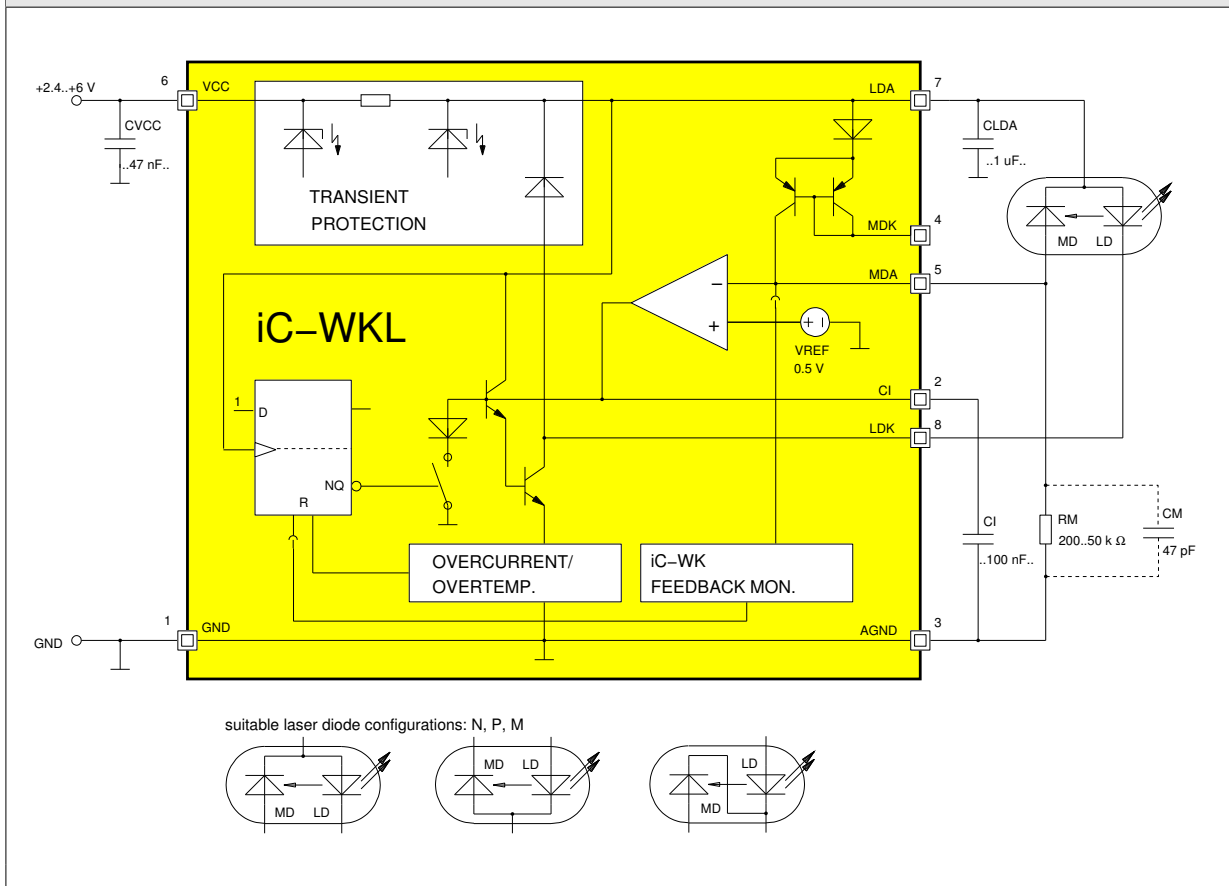 +2.4..+6 V
6
VCC
CVCC
..47 nF..
TRANSIENT
PROTECTION
LDA
7
CLDA
..1 uF..
MD LD
MDK
4
MDA
5
−
+
+
VREF
0.5 V
iC−WKL
1
D
NQ
R
CI
2
LDK
8
OVERCURRENT/
OVERTEMP.
iC−WK
FEEDBACK MON.
CI
..100 nF..
RM
200..50 k Ω
CM
47 pF
GND
1
GND
AGND
3
suitable laser diode configurations: N, P, M
MD LD
MD LD
LD
MD